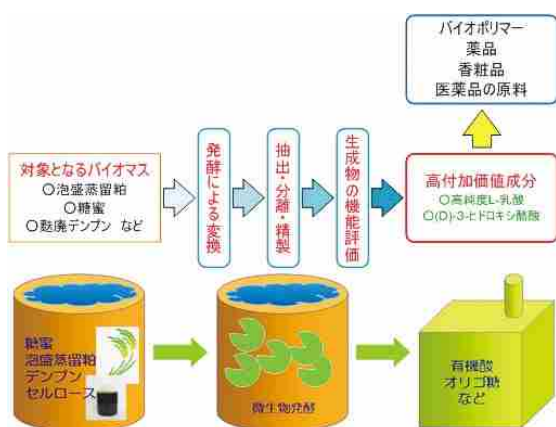 バイオポリマー
薬品
香粧品
医薬品の原料
対象となるバイオマス
○泡盛蒸留粕
○糖蜜
○麩廃デンプン など
発酵による変換
抽出・分離・精製
生成物の機能評価
高付加価値成分
○高純度L-乳酸
○(D)-3-ヒドロキシ酪酸
糖蜜
泡盛蒸留粕
デンプン
セルロース
微生物発酵
有機酸
オリゴ糖
など